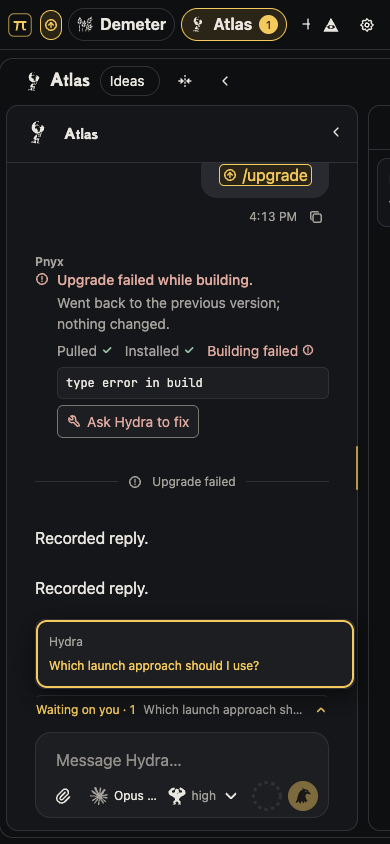 π
Demeter
Atlas 1
Atlas
Ideas
Atlas
/upgrade
4:13 PM
Pnyx
Upgrade failed while building.
Went back to the previous version;
nothing changed.
Pulled ✓ Installed ✓ Building failed
type error in build
Ask Hydra to fix
Upgrade failed
Recorded reply.
Recorded reply.
Hydra
Which launch approach should I use?
Waiting on you · 1 Which launch approach sh...
Message Hydra...
Opus ... high